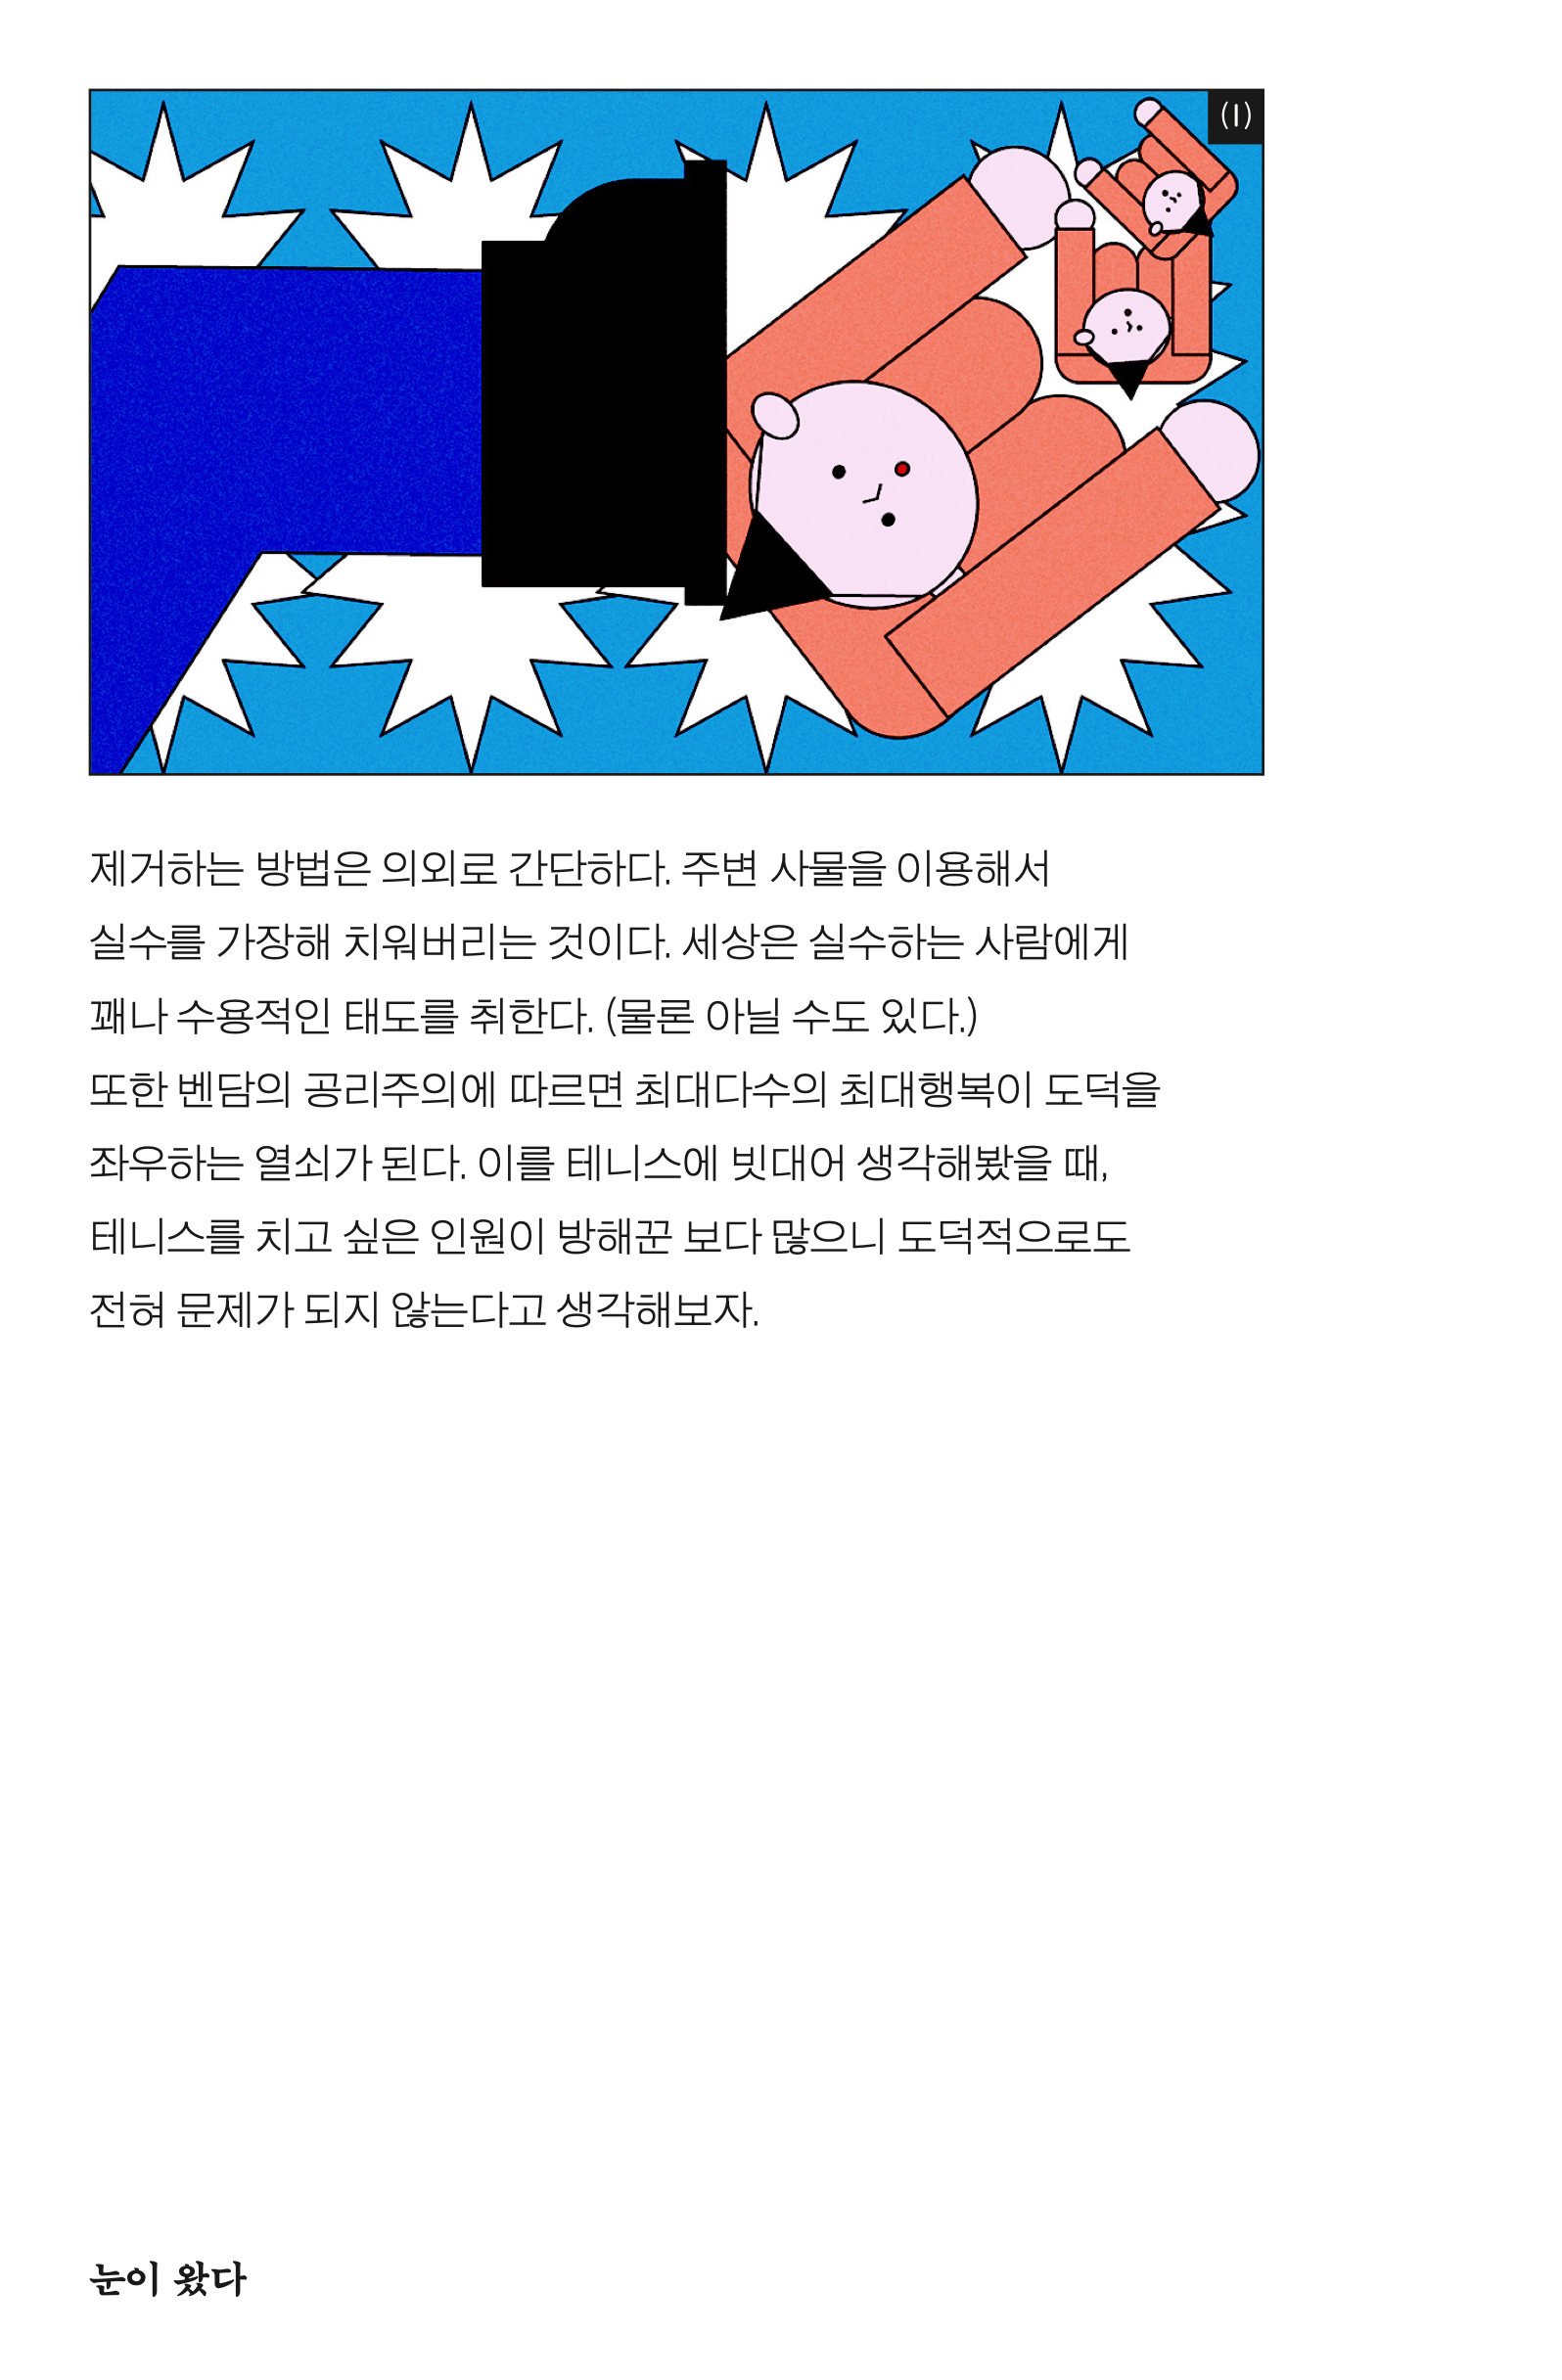 (1)
제거하는 방법은 의외로 간단하다. 주변 사물을 이용해서
실수를 가장해 치워버리는 것이다. 세상은 실수하는 사람에게
꽤나 수용적인 태도를 취한다. (물론 아닐 수도 있다.)
또한 벤담의 공리주의에 따르면 최대다수의 최대행복이 도덕을
좌우하는 열쇠가 된다. 이를 테니스에 빗대어 생각해봤을 때,
테니스를 치고 싶은 인원이 방해꾼 보다 많으니 도덕적으로도
전혀 문제가 되지 않는다고 생각해보자.
눈이 왔다